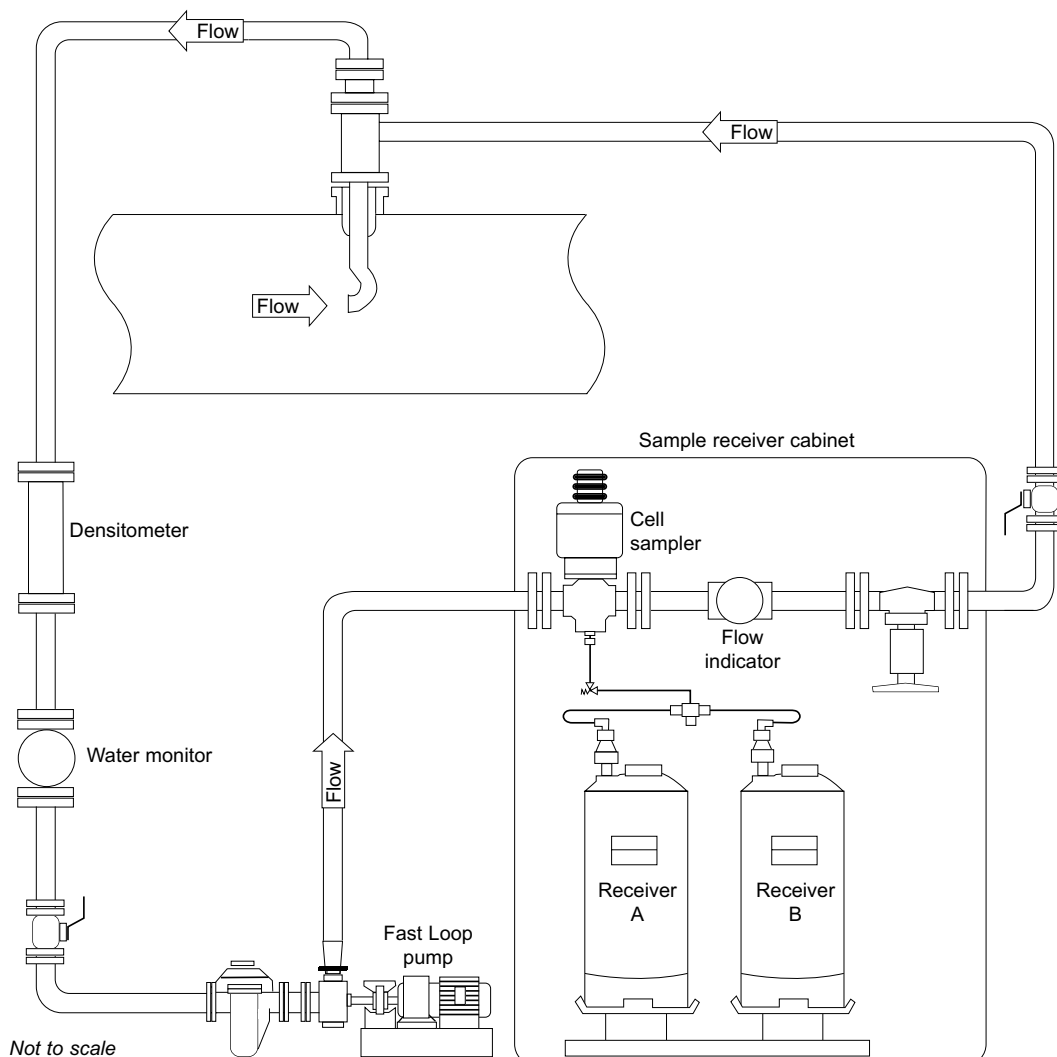 Flow
Flow
Flow
Sample receiver cabinet
Cell
sampler
Densitometer
Flow
indicator
Water monitor
Flow
Receiver
A
Receiver
B
Fast Loop
pump
Not to scale